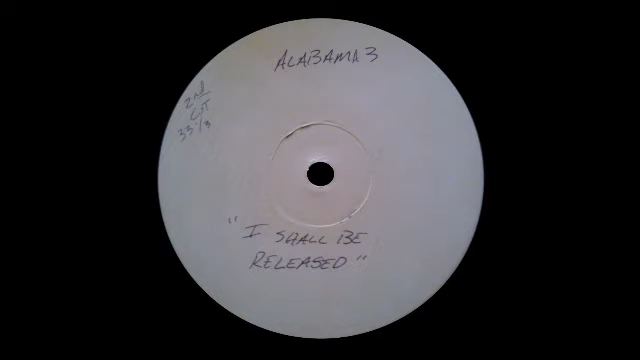 ALABAMA 3
2nd
CUT
33 1/3
"I SHALL BE
RELEASED"